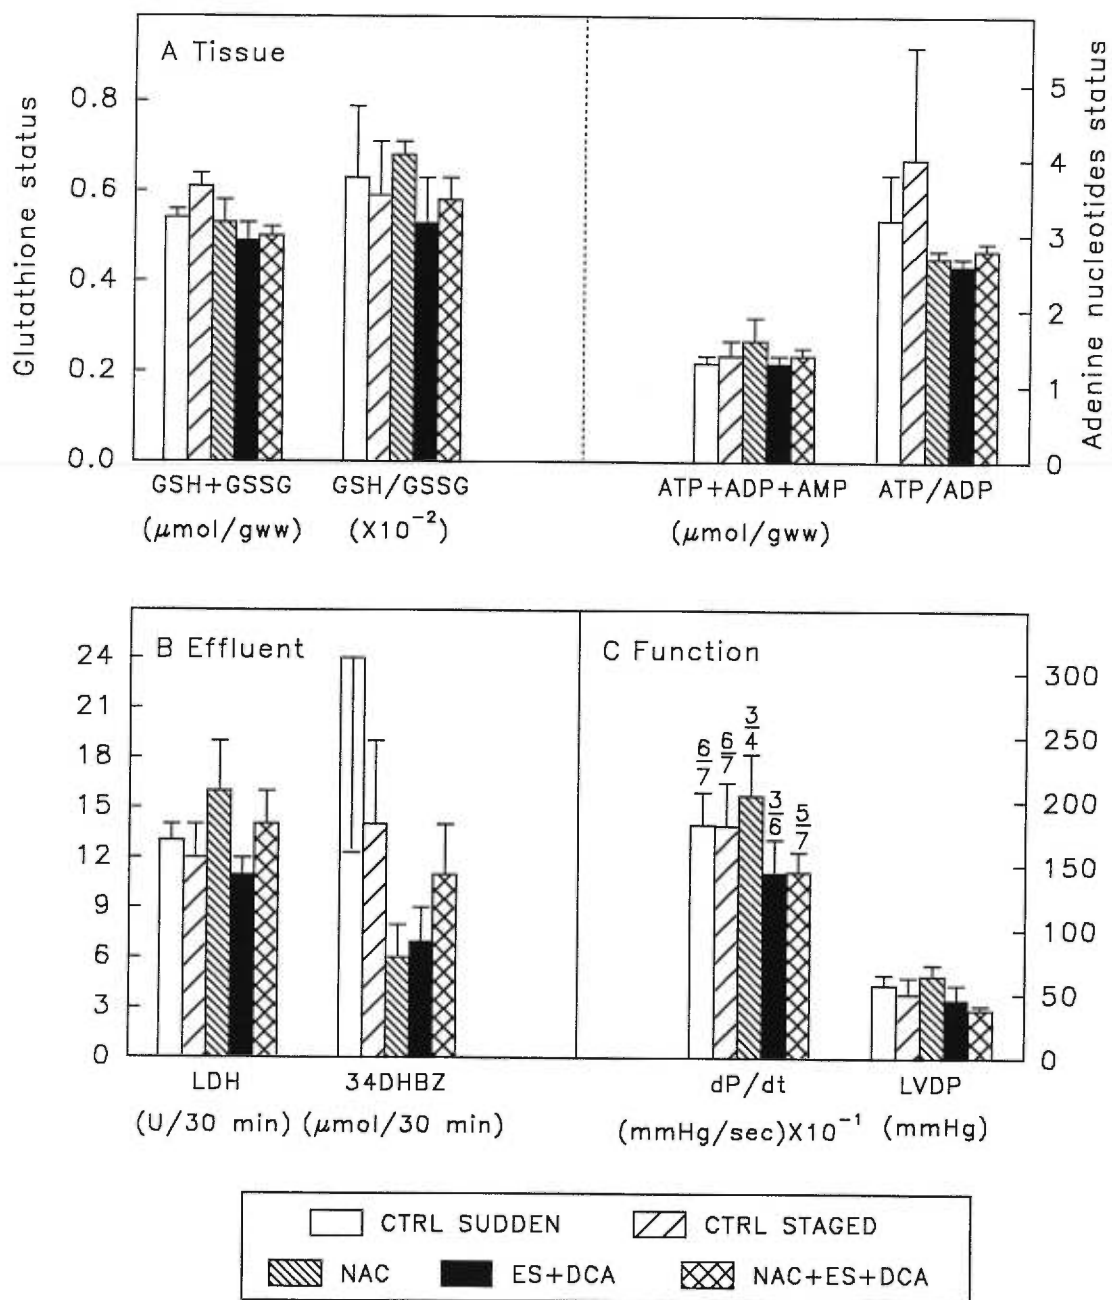 A Tissue
Glutathione status
0.8
0.6
0.4
0.2
0.0
Adenine nucleotides status
5
4
3
2
1
0
GSH+GSSG GSH/GSSG ATP+ADP+AMP ATP/ADP
(μmol/gww) (X10⁻²) (μmol/gww)
B Effluent
24
21
18
15
12
9
6
3
0
C Function
300
250
200
150
100
50
0
6/7 6/7 3/4 3/6 5/7
LDH 34DHBZ dP/dt LVDP
(U/30 min) (μmol/30 min) (mmHg/sec)X10⁻¹ (mmHg)
CTRL SUDDEN CTRL STAGED
NAC ES+DCA NAC+ES+DCA